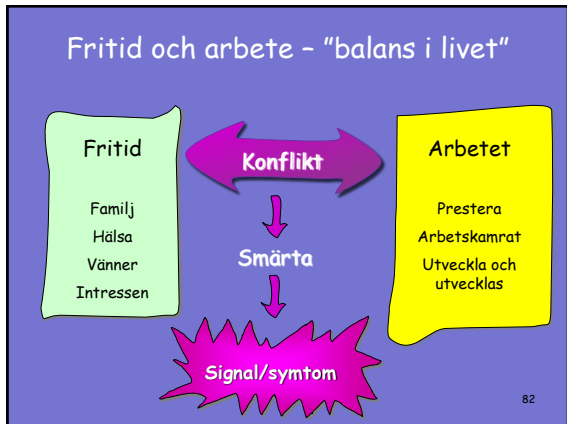 Fritid och arbete – ”balans i livet”
Fritid
Familj
Hälsa
Vänner
Intressen
Konflikt
Smärta
Signal/symtom
Arbetet
Prestera
Arbetskamrat
Utveckla och
utvecklas
82